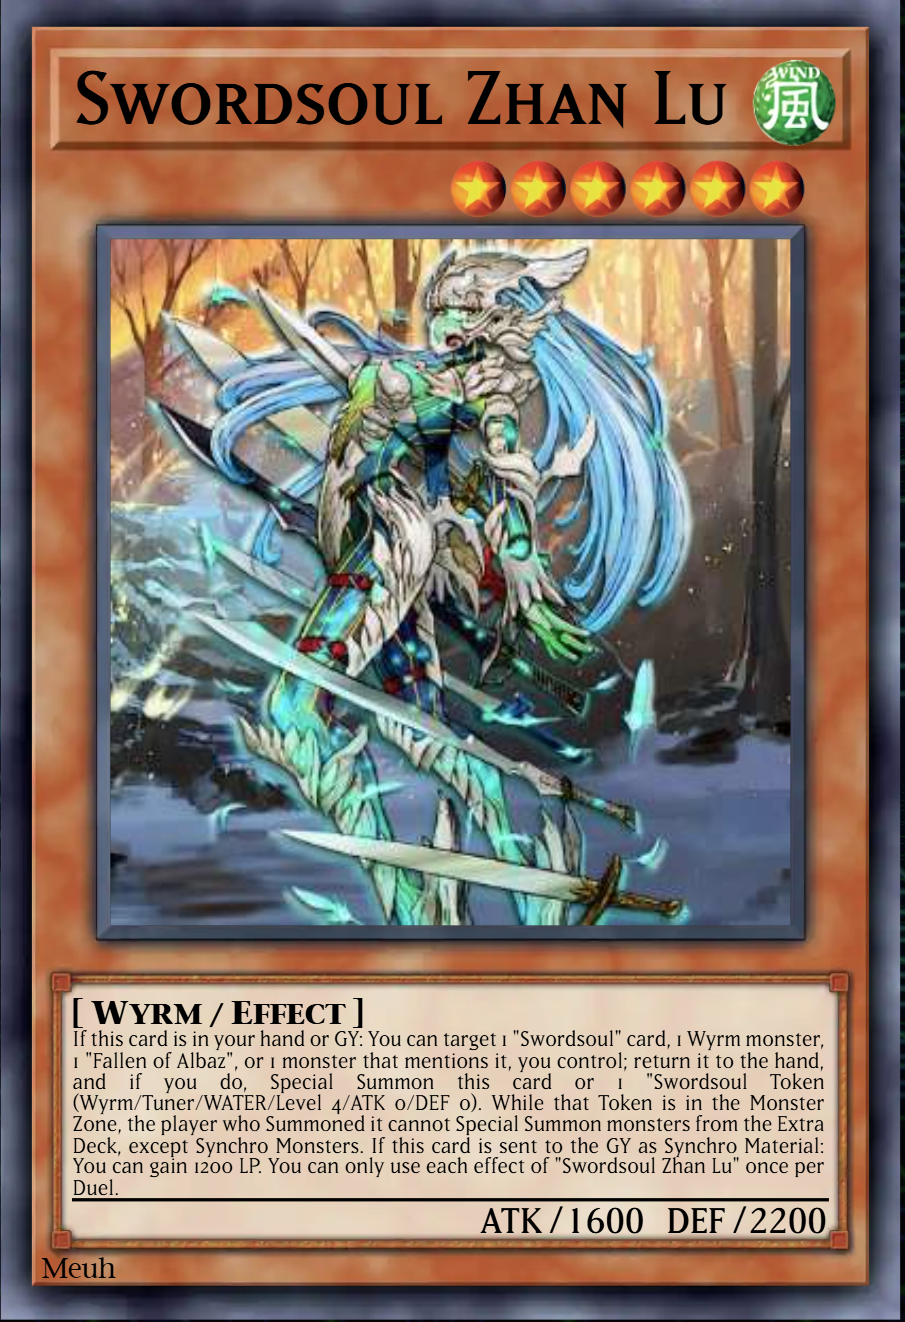 Swordsoul Zhan Lu
WIND
風
[ Wyrm / Effect ]
If this card is in your hand or GY: You can target 1 "Swordsoul" card, 1 Wyrm monster,
1 "Fallen of Albaz", or 1 monster that mentions it, you control; return it to the hand,
and if you do, Special Summon this card or 1 "Swordsoul Token
(Wyrm/Tuner/WATER/Level 4/ATK 0/DEF 0). While that Token is in the Monster
Zone, the player who Summoned it cannot Special Summon monsters from the Extra
Deck, except Synchro Monsters. If this card is sent to the GY as Synchro Material:
You can gain 1200 LP. You can only use each effect of "Swordsoul Zhan Lu" once per
Duel.
ATK/1600 DEF/2200
Meuh